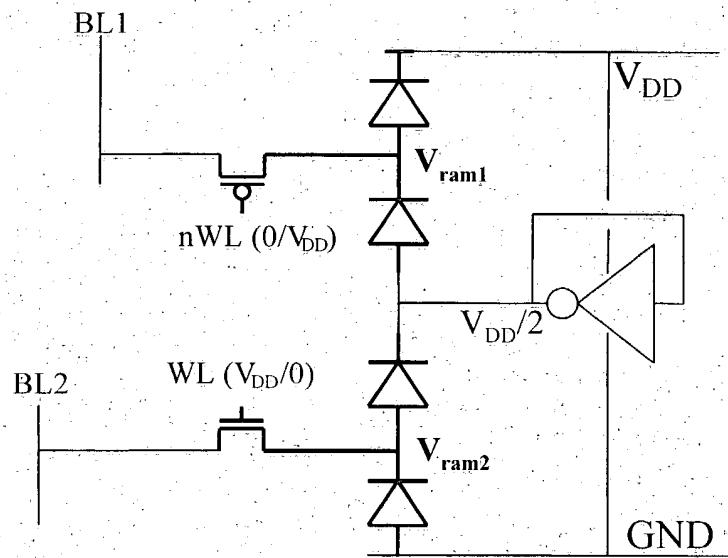 BL1
V_DD
V_ram1
nWL (0/V_DD)
V_DD/2
WL (V_DD/0)
BL2
V_ram2
GND